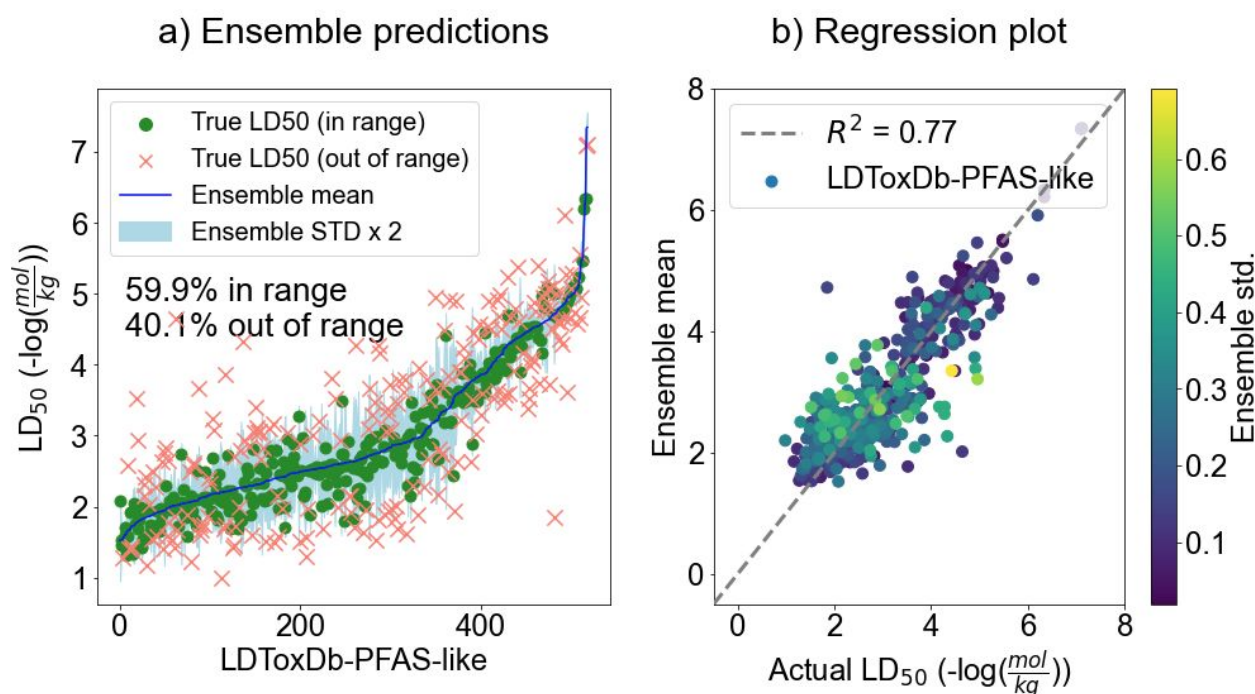 a) Ensemble predictions
True LD50 (in range)
True LD50 (out of range)
Ensemble mean
Ensemble STD x 2
59.9% in range
40.1% out of range
7
6
5
4
3
2
1
LD₅₀ (-log(mol/kg))
0
200
400
LDToxDb-PFAS-like
b) Regression plot
R² = 0.77
LDToxDb-PFAS-like
8
6
4
2
0
Ensemble mean
0
2
4
6
8
Actual LD₅₀ (-log(mol/kg))
0.6
0.5
0.4
0.3
0.2
0.1
Ensemble std.